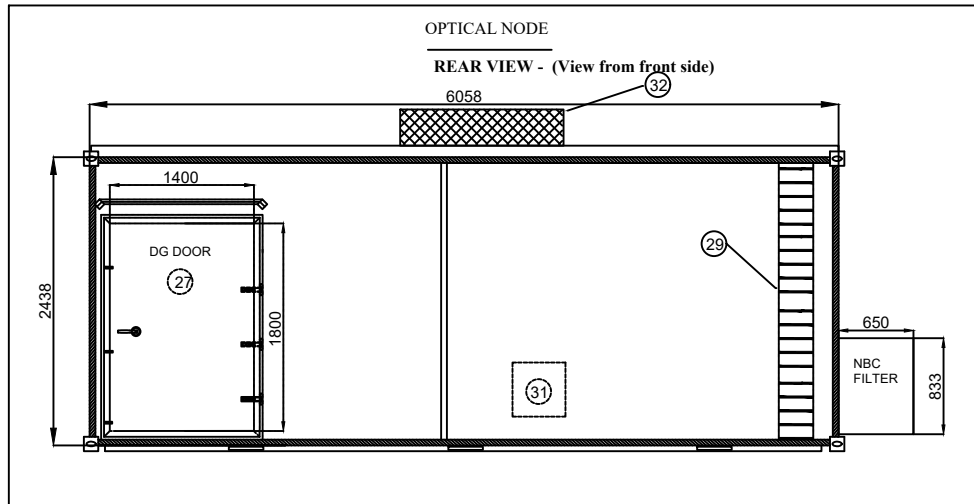 OPTICAL NODE
REAR VIEW - (View from front side)
32
6058
1400
DG DOOR
27
29
2438
1800
650
NBC
FILTER
833
31